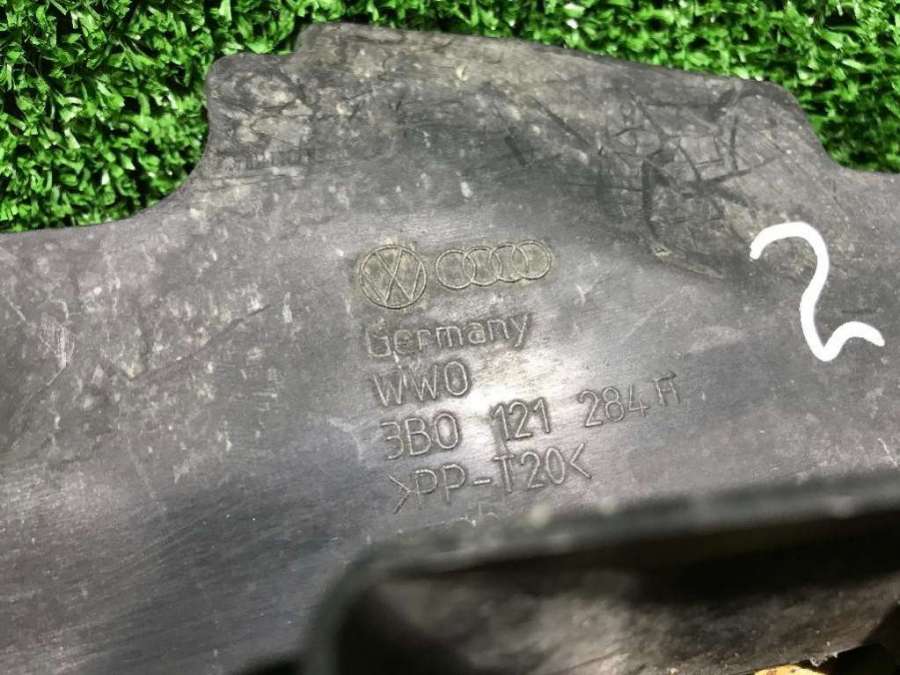 Germany
WWO
3B0 121 284
>PP-T20<
2